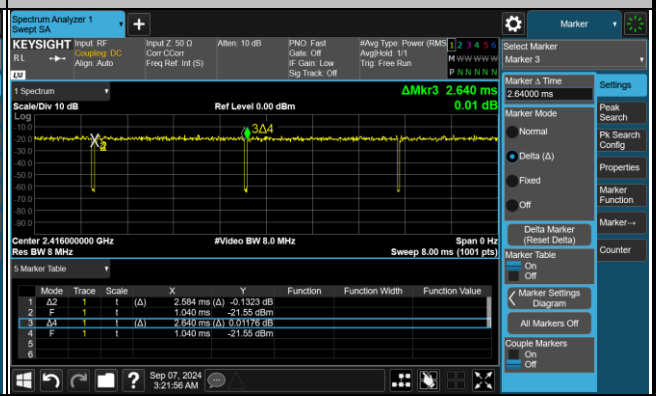 Spectrum Analyzer 1
Swept SA
Marker
KEYSIGHT
RL
LXI
Input: RF
Coupling: DC
Align: Auto
Input Z: 50 Ω
Corr CCorr
Freq Ref: Int (S)
Atten: 10 dB
PNO: Fast
Gate: Off
IF Gain: Low
Sig Track: Off
#Avg Type: Power (RMS
Avg|Hold: 1/1
Trig: Free Run
1 2 3 4 5 6
M W W W W W
P N N N N N
Select Marker
Marker 3
1 Spectrum
ΔMkr3 2.640 ms
Scale/Div 10 dB
Ref Level 0.00 dBm
0.01 dB
Log
-10.0
-20.0
-30.0
-40.0
-50.0
-60.0
-70.0
-80.0
-90.0
3Δ4
Center 2.416000000 GHz
#Video BW 8.0 MHz
Span 0 Hz
Res BW 8 MHz
Sweep 8.00 ms (1001 pts)
5 Marker Table
Mode Trace Scale X Y Function Function Width Function Value
1 Δ2 1 t (Δ) 2.584 ms (Δ) -0.1323 dB
2 F 1 t 1.040 ms -21.55 dBm
3 Δ4 1 t (Δ) 2.640 ms (Δ) 0.01176 dB
4 F 1 t 1.040 ms -21.55 dBm
5
6
Marker Δ Time
2.64000 ms
Marker Mode
Normal
Delta (Δ)
Fixed
Off
Delta Marker
(Reset Delta)
Marker Table
On
Off
Marker Settings
Diagram
All Markers Off
Couple Markers
On
Off
Settings
Peak
Search
Pk Search
Config
Properties
Marker
Function
Marker→
Counter
Sep 07, 2024
3:21:56 AM